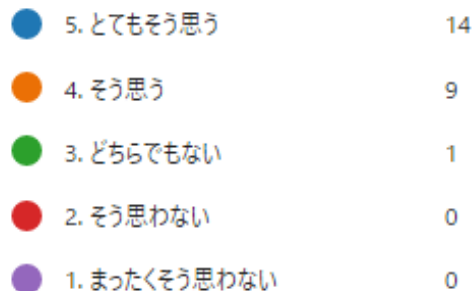 5. とてもそう思う 14
4. そう思う 9
3. どちらでもない 1
2. そう思わない 0
1. まったくそう思わない 0